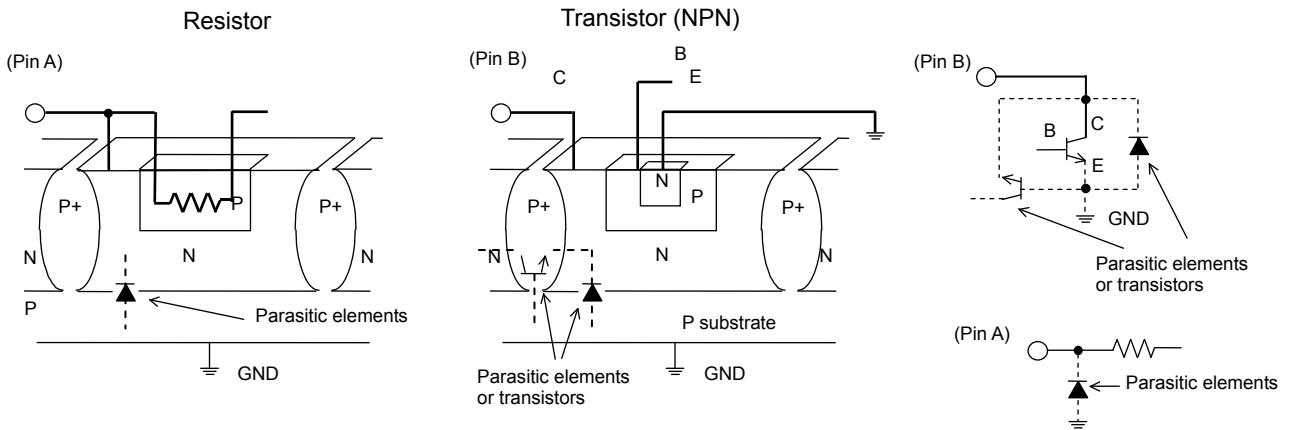 Resistor
(Pin A)
P+
P
P+
N
N
N
P
Parasitic elements
GND
Transistor (NPN)
(Pin B)
C
B
E
N
P
P+
P+
N
N
N
P substrate
Parasitic elements
or transistors
GND
(Pin B)
B
C
E
GND
Parasitic elements
or transistors
(Pin A)
Parasitic elements